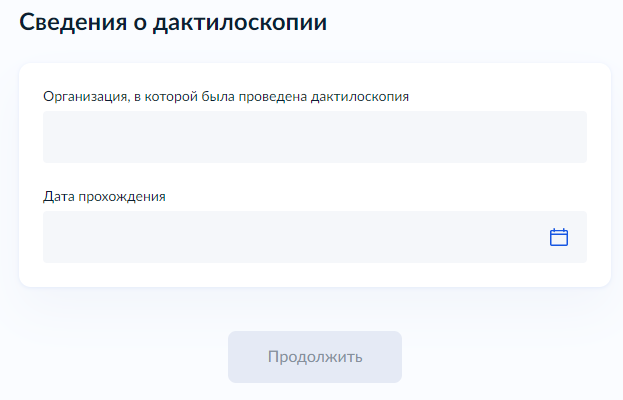 Сведения о дактилоскопии
Организация, в которой была проведена дактилоскопия
Дата прохождения
Продолжить